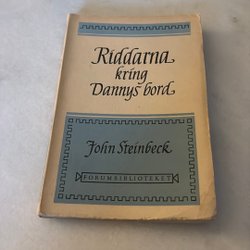 Riddarna
kring
Dannys bord
John Steinbeck
FORUMBIBLIOTEKET